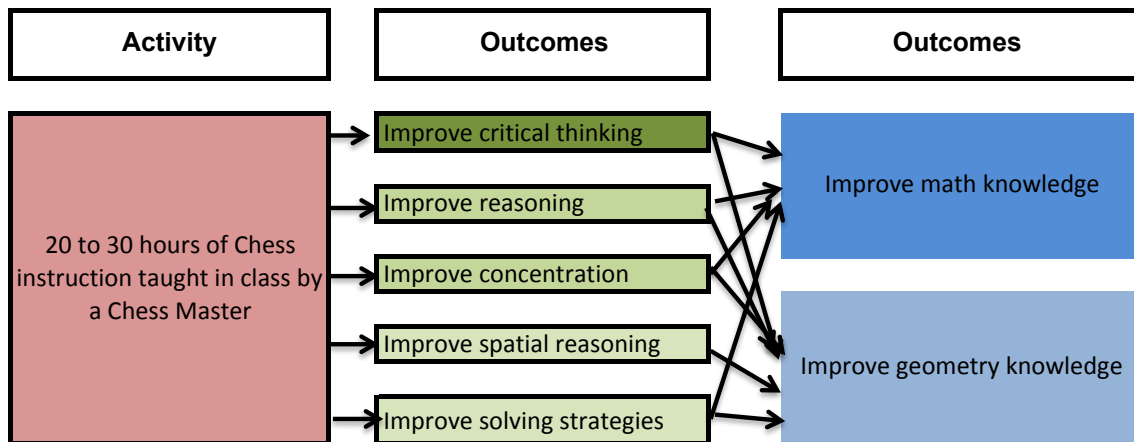 Activity
Outcomes
Outcomes
20 to 30 hours of Chess
instruction taught in class by
a Chess Master
Improve critical thinking
Improve reasoning
Improve concentration
Improve spatial reasoning
Improve solving strategies
Improve math knowledge
Improve geometry knowledge